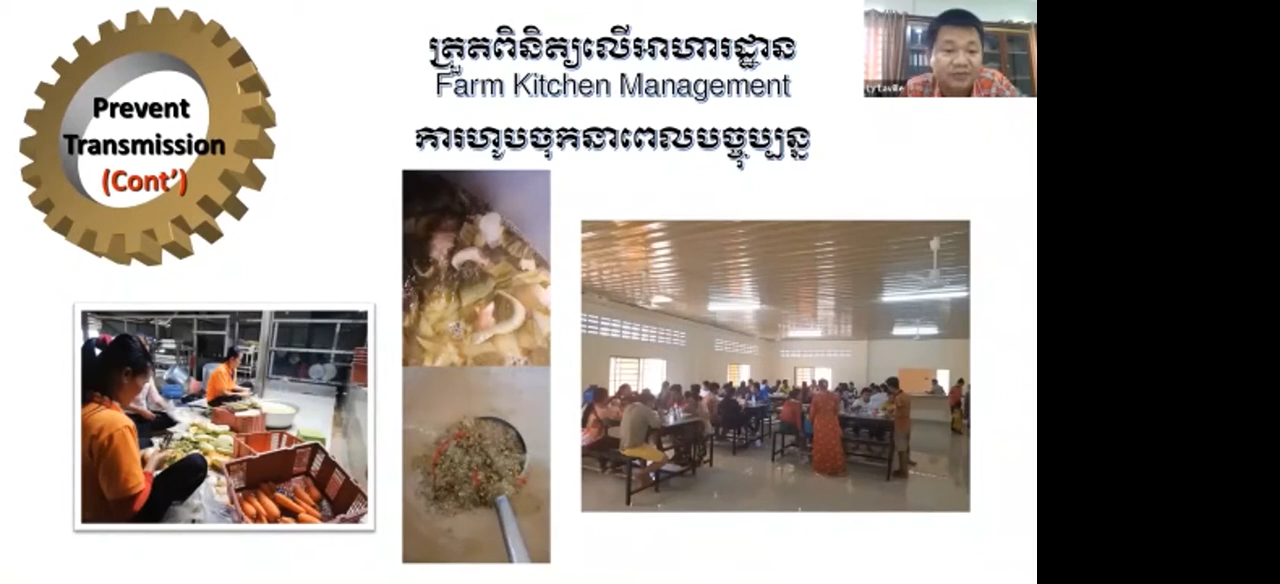 Prevent
Transmission
(Cont’)
ត្រួតពិនិត្យលើអាហារដ្ឋាន
Farm Kitchen Management
ការហូបចុកនាពេលបច្ចុប្បន្ន